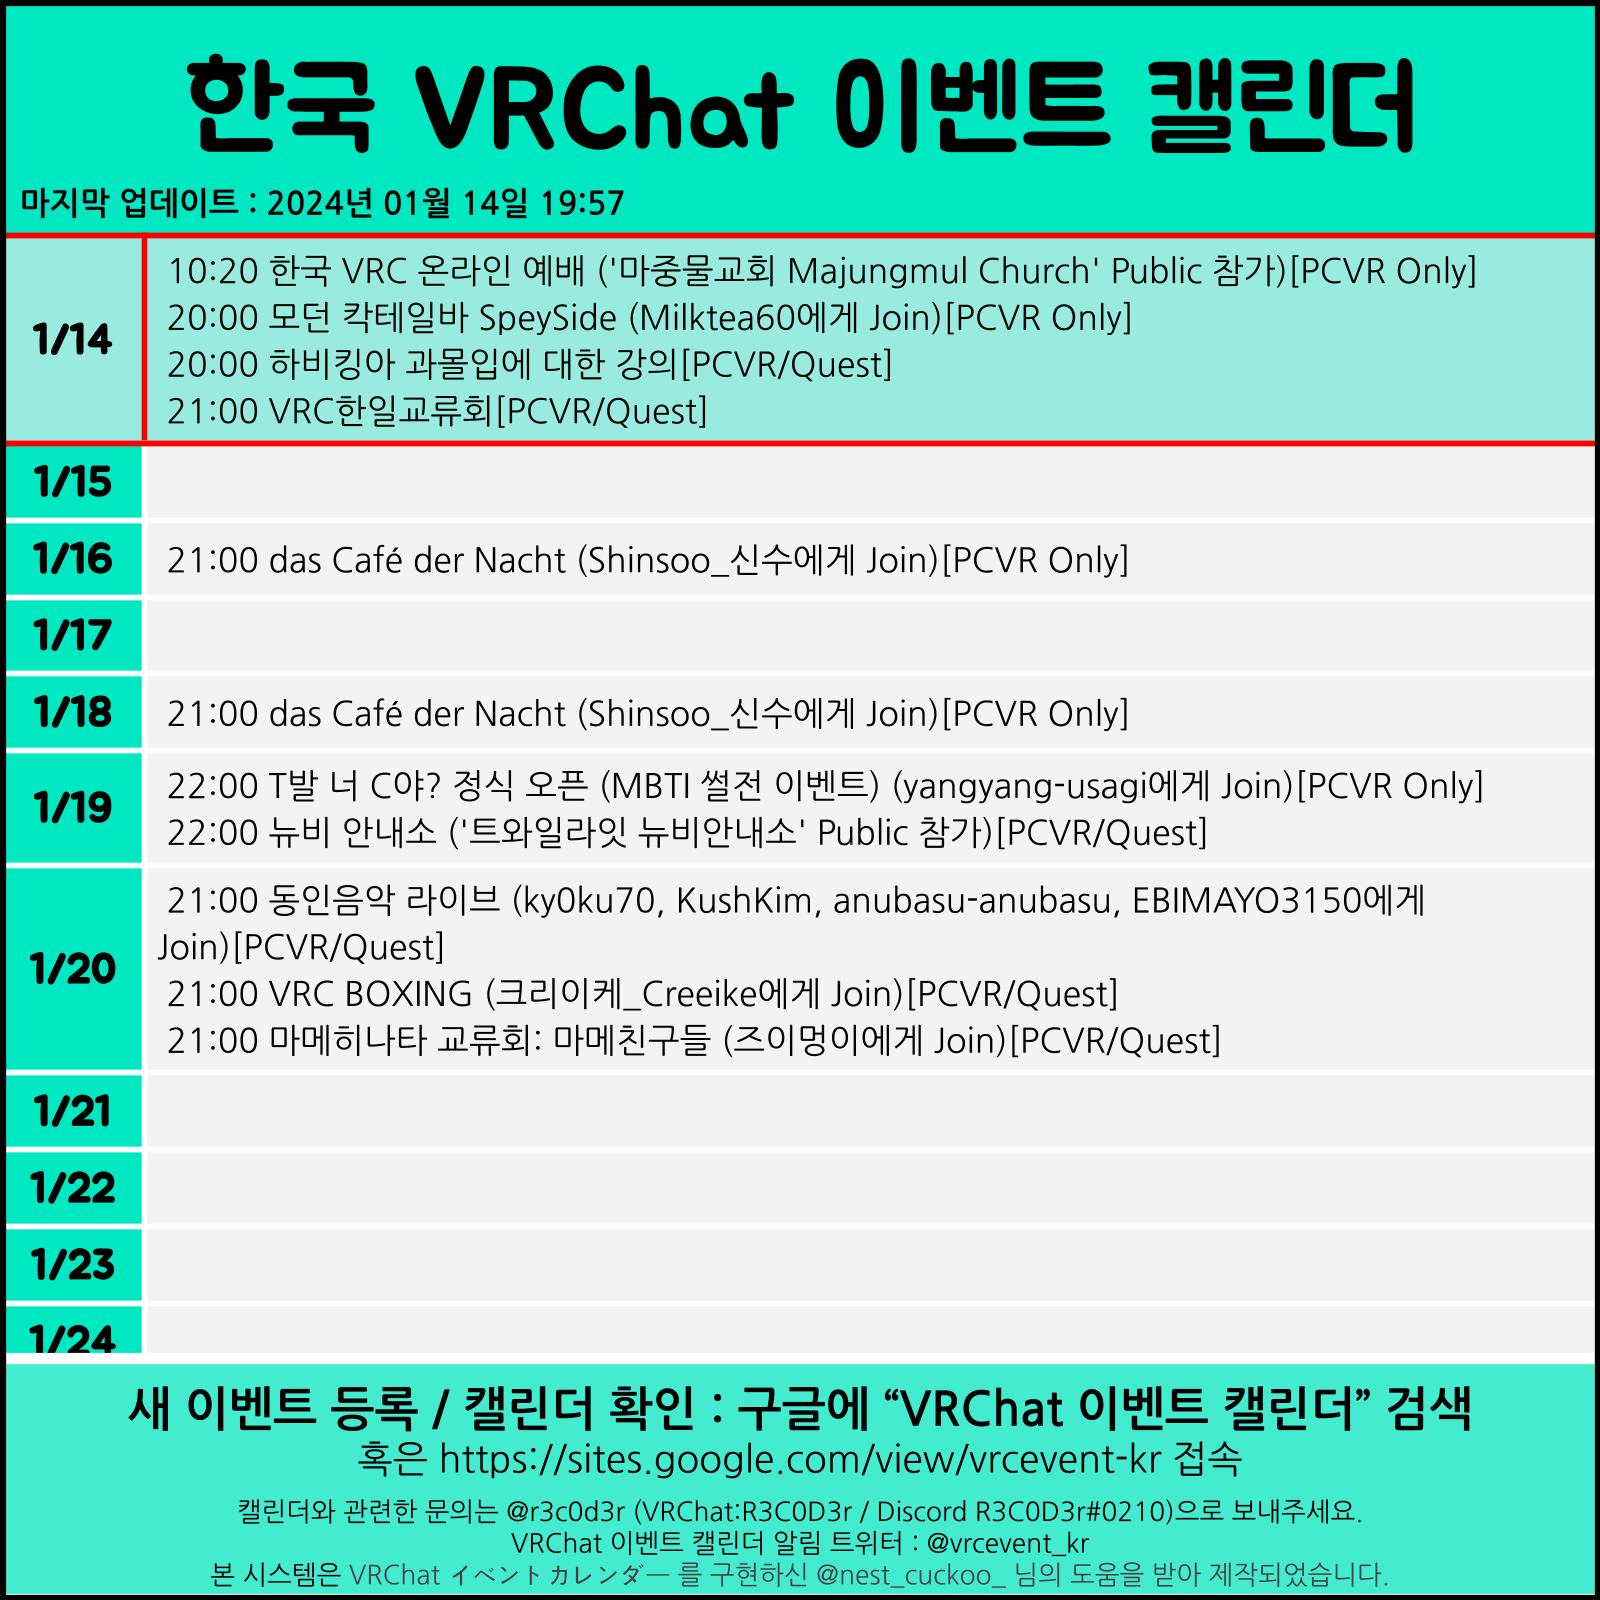 한국 VRChat 이벤트 캘린더
마지막 업데이트 : 2024년 01월 14일 19:57
1/14
10:20 한국 VRC 온라인 예배 ('마중물교회 Majungmul Church' Public 참가)[PCVR Only]
20:00 모던 칵테일바 SpeySide (Milktea60에게 Join)[PCVR Only]
20:00 하비킹아 과몰입에 대한 강의[PCVR/Quest]
21:00 VRC한일교류회[PCVR/Quest]
1/15
1/16
21:00 das Café der Nacht (Shinsoo_신수에게 Join)[PCVR Only]
1/17
1/18
21:00 das Café der Nacht (Shinsoo_신수에게 Join)[PCVR Only]
1/19
22:00 T발 너 C야? 정식 오픈 (MBTI 썰전 이벤트) (yangyang-usagi에게 Join)[PCVR Only]
22:00 뉴비 안내소 ('트와일라잇 뉴비안내소' Public 참가)[PCVR/Quest]
1/20
21:00 동인음악 라이브 (ky0ku70, KushKim, anubasu-anubasu, EBIMAYO3150에게
Join)[PCVR/Quest]
21:00 VRC BOXING (크리이케_Creeike에게 Join)[PCVR/Quest]
21:00 마메히나타 교류회: 마메친구들 (즈이멍이에게 Join)[PCVR/Quest]
1/21
1/22
1/23
1/24
새 이벤트 등록 / 캘린더 확인 : 구글에 “VRChat 이벤트 캘린더” 검색
혹은 https://sites.google.com/view/vrcevent-kr 접속
캘린더와 관련한 문의는 @r3c0d3r (VRChat:R3C0D3r / Discord R3C0D3r#0210)으로 보내주세요.
VRChat 이벤트 캘린더 알림 트위터 : @vrcevent_kr
본 시스템은 VRChat イベントカレンダー 를 구현하신 @nest_cuckoo_ 님의 도움을 받아 제작되었습니다.